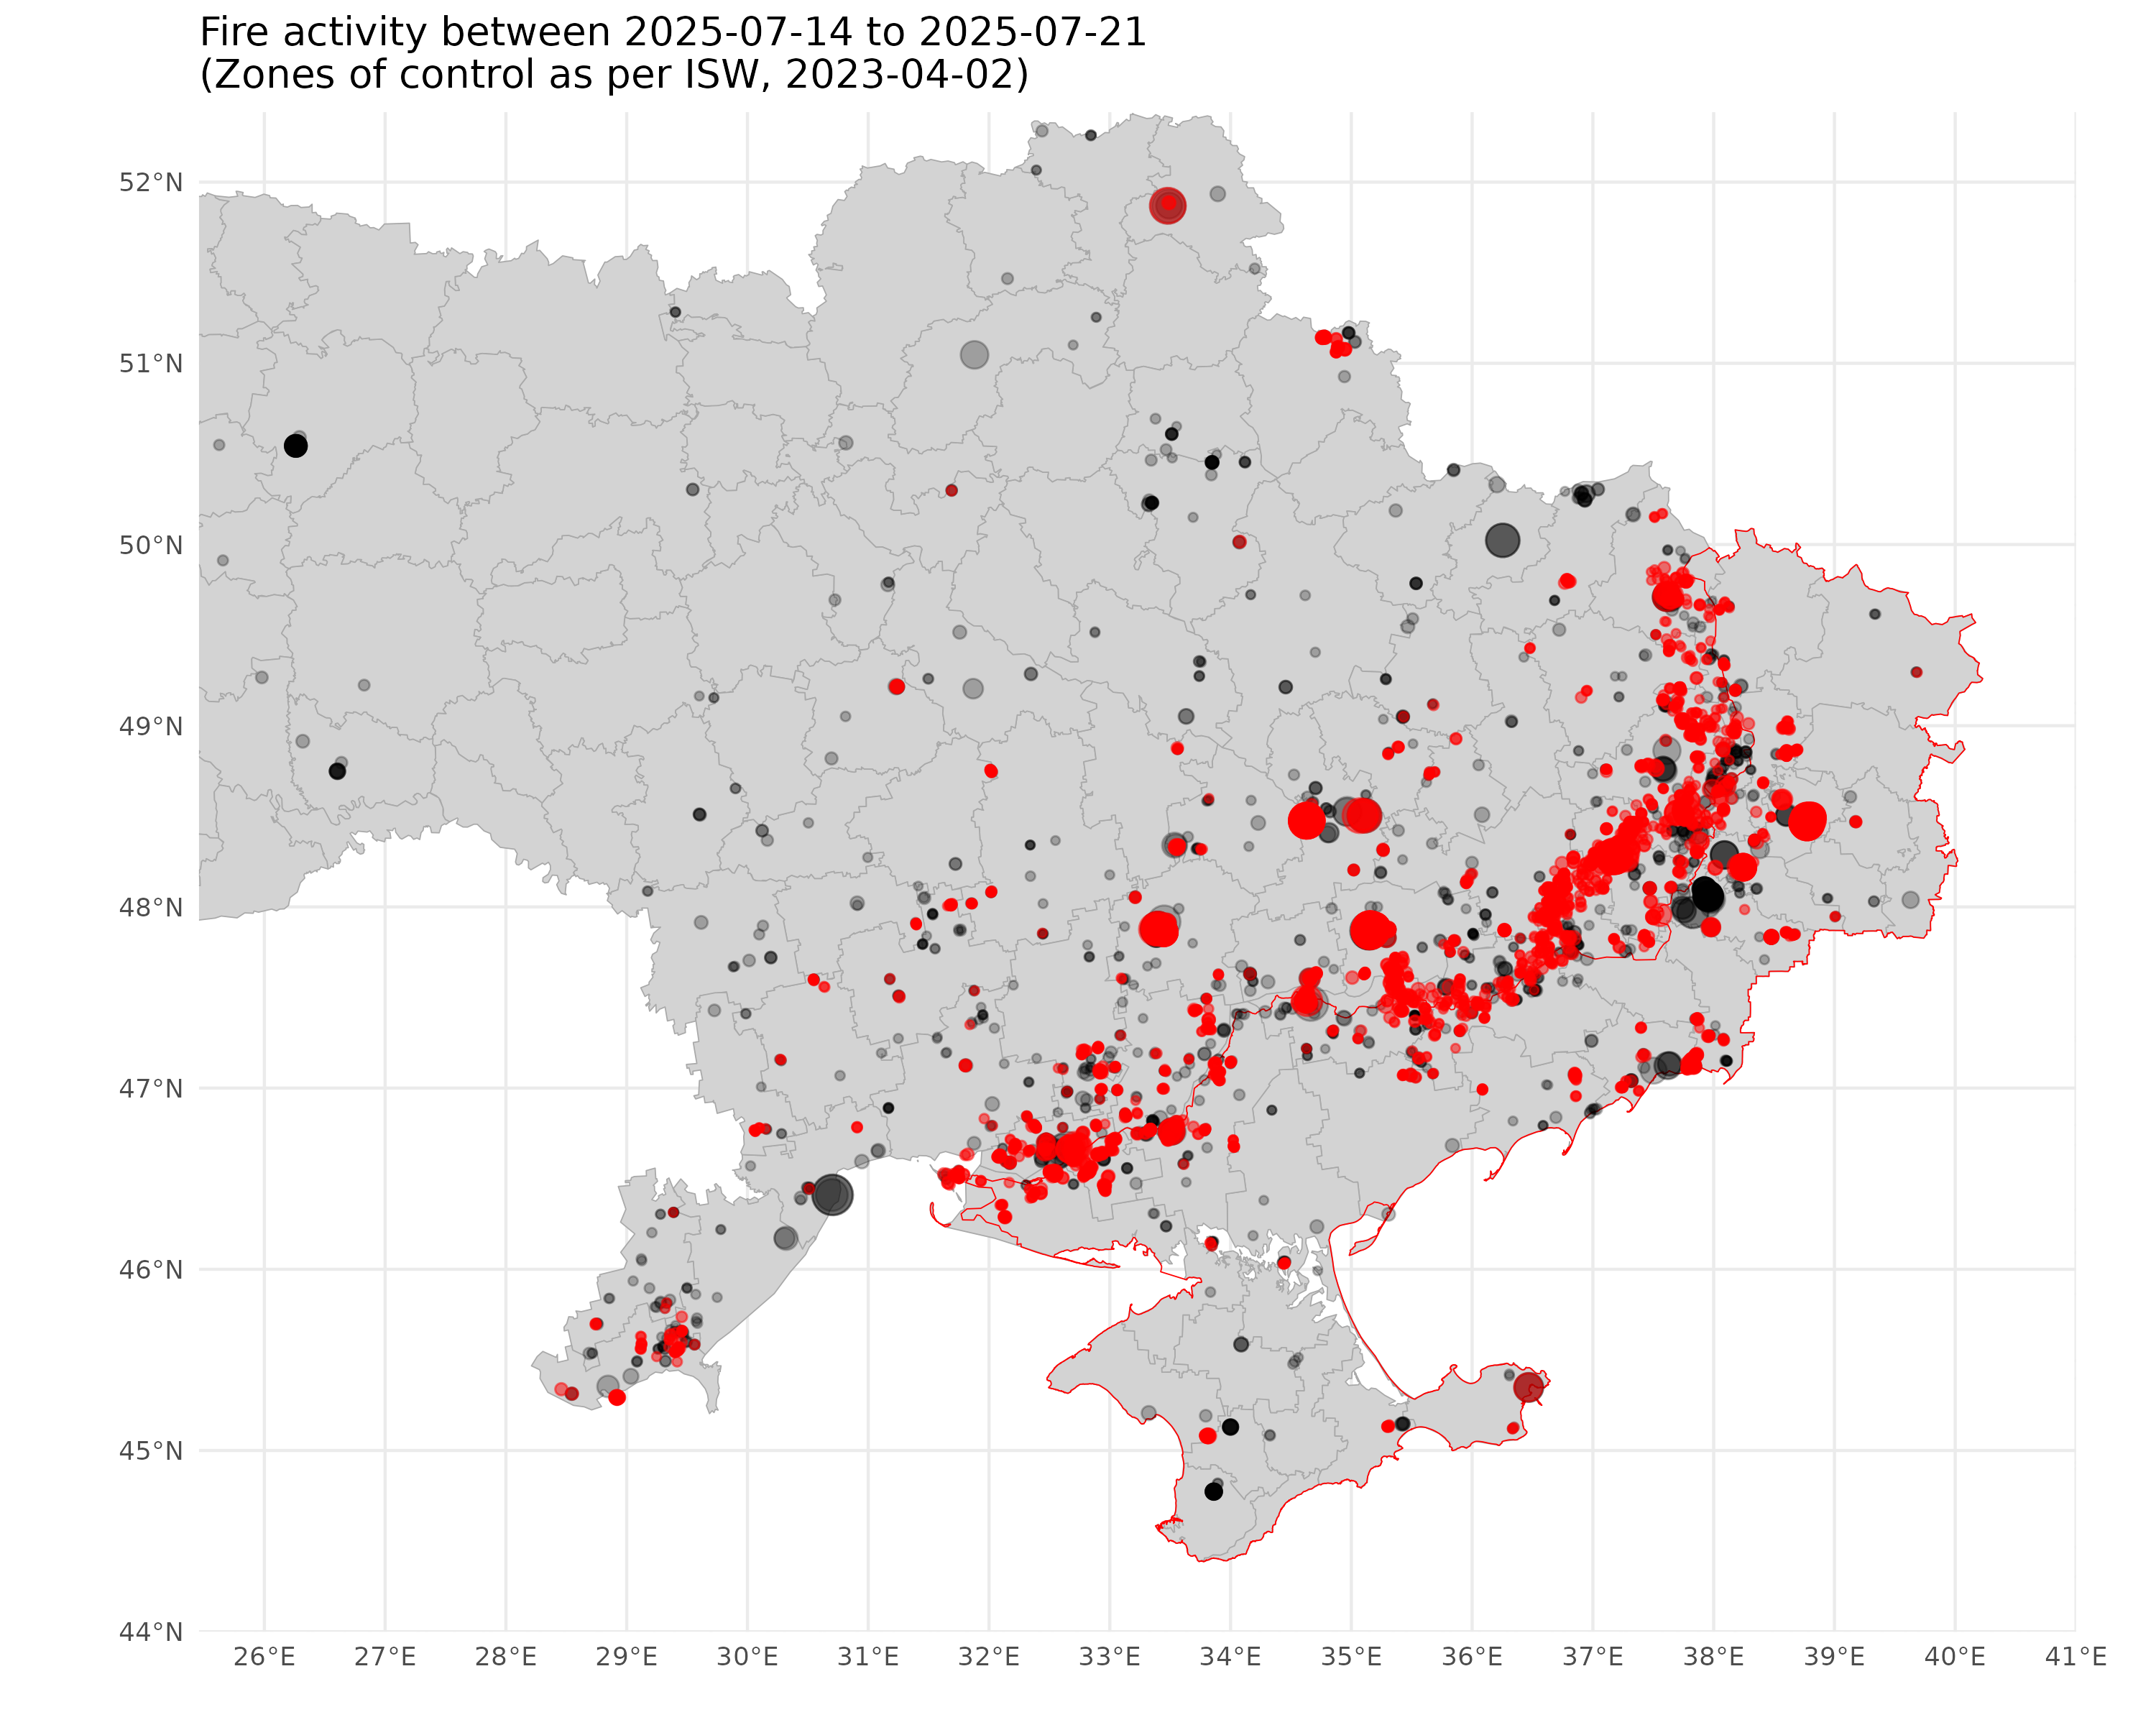 Fire activity between 2025-07-14 to 2025-07-21
(Zones of control as per ISW, 2023-04-02)
52°N
51°N
50°N
49°N
48°N
47°N
46°N
45°N
44°N
26°E 27°E 28°E 29°E 30°E 31°E 32°E 33°E 34°E 35°E 36°E 37°E 38°E 39°E 40°E 41°E